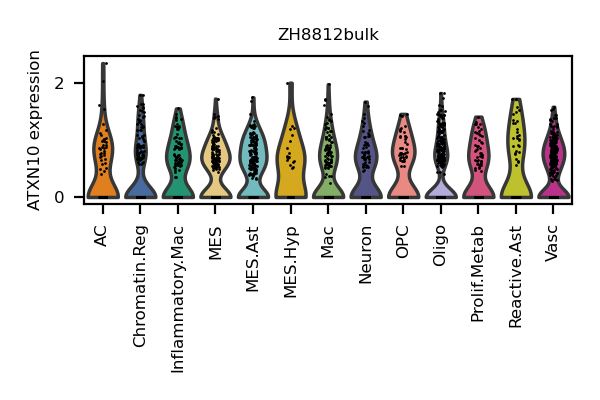 ZH8812bulk
ATXN10 expression
2
0
AC
Chromatin.Reg
Inflammatory.Mac
MES
MES.Ast
MES.Hyp
Mac
Neuron
OPC
Oligo
Prolif.Metab
Reactive.Ast
Vasc